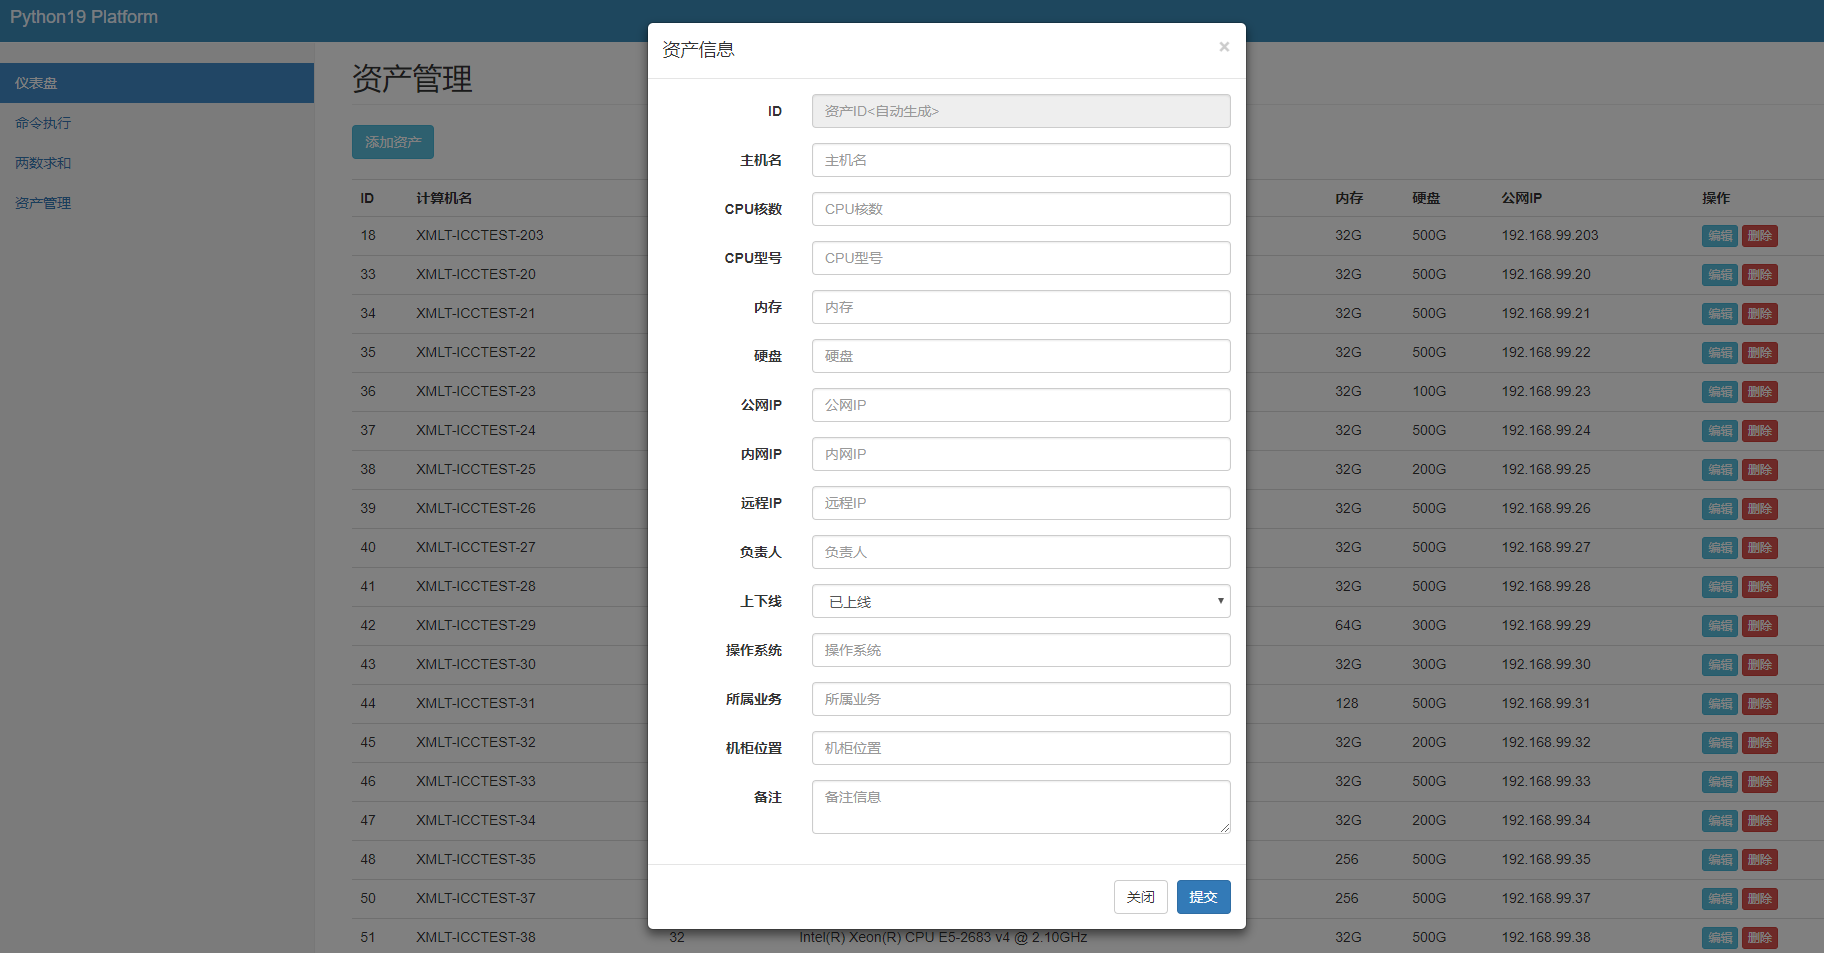 Python19 Platform
仪表盘
命令执行
两数求和
资产管理
资产管理
添加资产
ID 计算机名 内存 硬盘 公网IP 操作
18 XMLT-ICCTEST-203 32G 500G 192.168.99.203 编辑 删除
33 XMLT-ICCTEST-20 32G 500G 192.168.99.20 编辑 删除
34 XMLT-ICCTEST-21 32G 500G 192.168.99.21 编辑 删除
35 XMLT-ICCTEST-22 32G 500G 192.168.99.22 编辑 删除
36 XMLT-ICCTEST-23 32G 100G 192.168.99.23 编辑 删除
37 XMLT-ICCTEST-24 32G 500G 192.168.99.24 编辑 删除
38 XMLT-ICCTEST-25 32G 200G 192.168.99.25 编辑 删除
39 XMLT-ICCTEST-26 32G 500G 192.168.99.26 编辑 删除
40 XMLT-ICCTEST-27 32G 500G 192.168.99.27 编辑 删除
41 XMLT-ICCTEST-28 32G 500G 192.168.99.28 编辑 删除
42 XMLT-ICCTEST-29 64G 300G 192.168.99.29 编辑 删除
43 XMLT-ICCTEST-30 32G 300G 192.168.99.30 编辑 删除
44 XMLT-ICCTEST-31 128 500G 192.168.99.31 编辑 删除
45 XMLT-ICCTEST-32 32G 200G 192.168.99.32 编辑 删除
46 XMLT-ICCTEST-33 32G 500G 192.168.99.33 编辑 删除
47 XMLT-ICCTEST-34 32G 200G 192.168.99.34 编辑 删除
48 XMLT-ICCTEST-35 256 500G 192.168.99.35 编辑 删除
50 XMLT-ICCTEST-37 256 500G 192.168.99.37 编辑 删除
51 XMLT-ICCTEST-38 32 Intel(R) Xeon(R) CPU E5-2683 v4 @ 2.10GHz 32G 500G 192.168.99.38 编辑 删除
资产信息 ×
ID 资产ID<自动生成>
主机名 主机名
CPU核数 CPU核数
CPU型号 CPU型号
内存 内存
硬盘 硬盘
公网IP 公网IP
内网IP 内网IP
远程IP 远程IP
负责人 负责人
上下线 已上线
操作系统 操作系统
所属业务 所属业务
机柜位置 机柜位置
备注 备注信息
关闭 提交